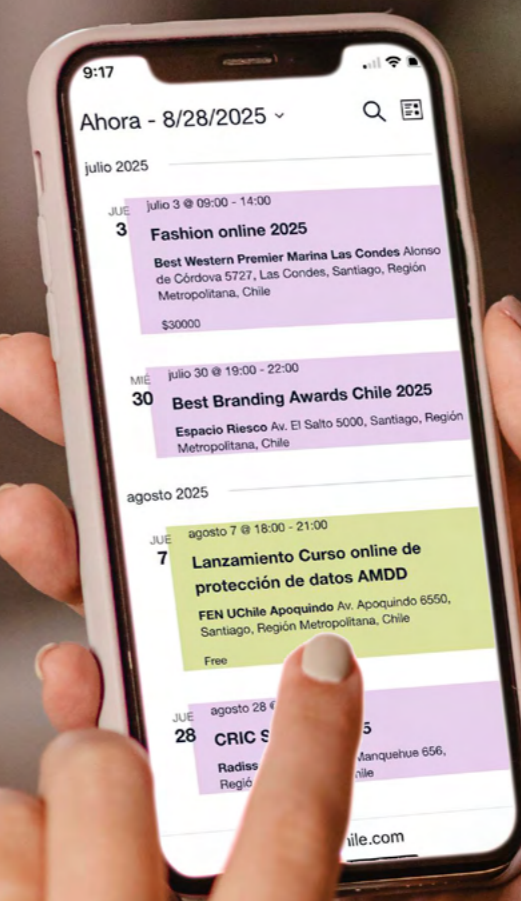 9:17
Ahora - 8/28/2025
julio 2025
JUE
3
julio 3 @ 09:00 - 14:00
Fashion online 2025
Best Western Premier Marina Las Condes Alonso
de Córdova 5727, Las Condes, Santiago, Región
Metropolitana, Chile
$30000
MIÉ
30
julio 30 @ 19:00 - 22:00
Best Branding Awards Chile 2025
Espacio Riesco Av. El Salto 5000, Santiago, Región
Metropolitana, Chile
agosto 2025
JUE
7
agosto 7 @ 18:00 - 21:00
Lanzamiento Curso online de
protección de datos AMDD
FEN UChile Apoquindo Av. Apoquindo 6550,
Santiago, Región Metropolitana, Chile
Free
JUE
28
agosto 28
CRIC
Manquehue 656,